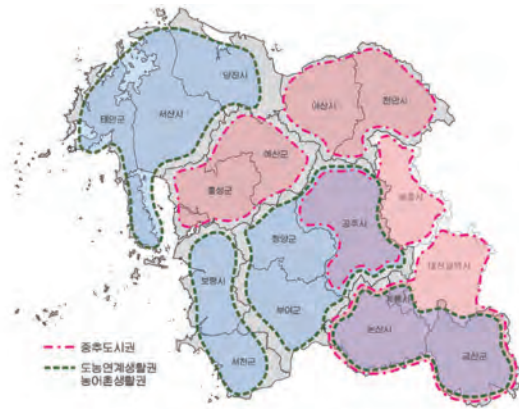 당진시
아산시
천안시
태안군
서산시
예산군
세종시
홍성군
공주시
청양군
대전광역시
보령시
계룡시
부여군
논산시
금산군
서천군
중추도시권
도농연계생활권
농어촌생활권